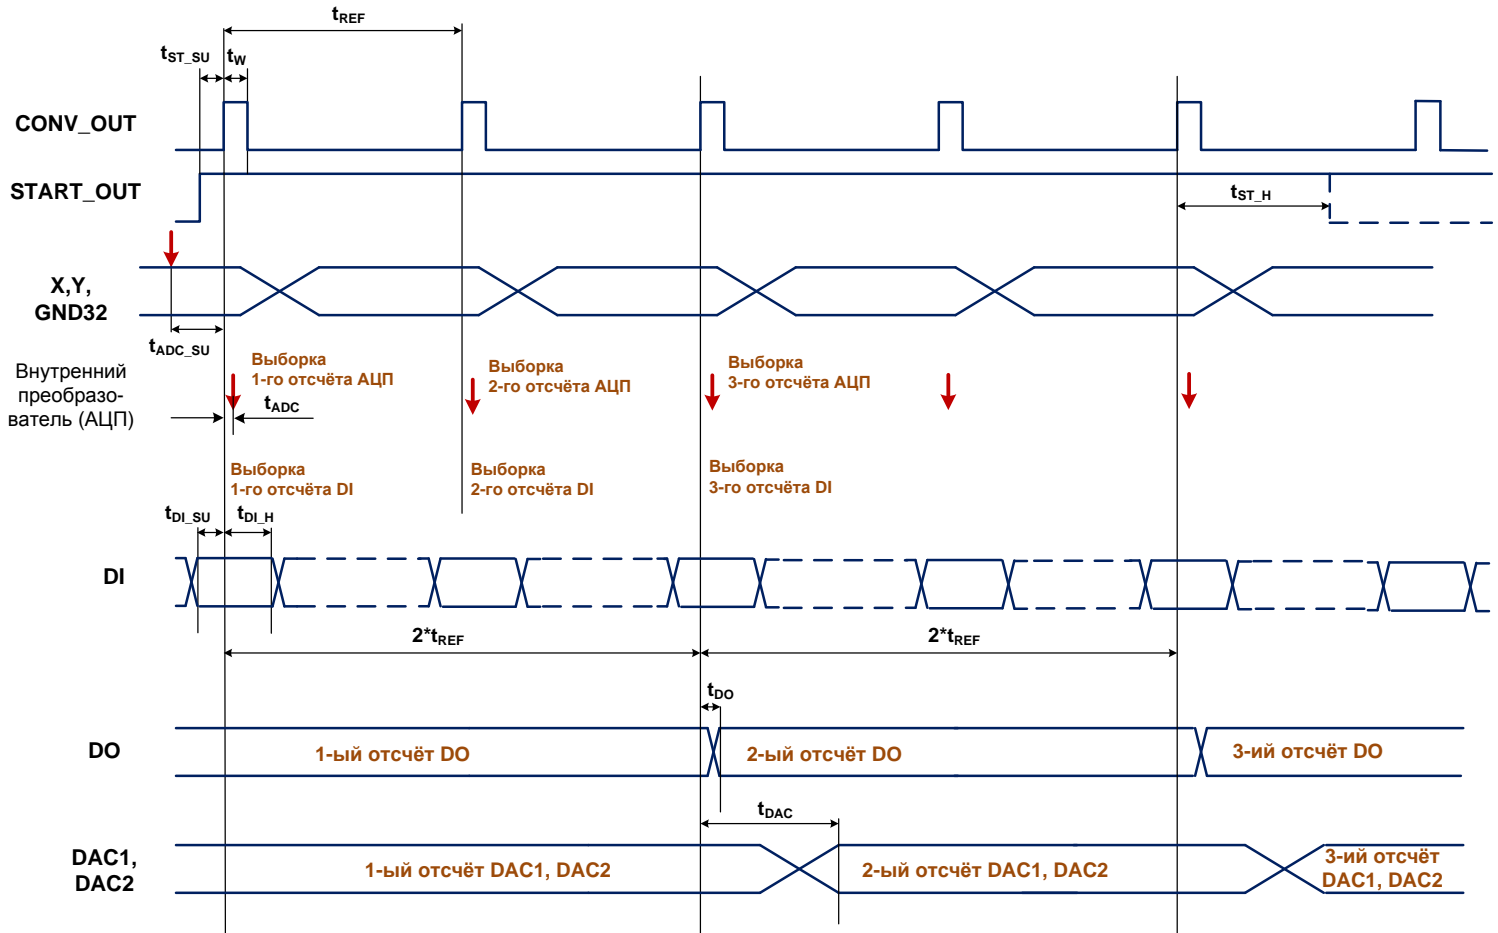 tREF
tST_SU
tW
CONV_OUT
START_OUT
tST_H
X,Y,
GND32
tADC_SU
Внутренний
преобразо-
ватель (АЦП)
Выборка
1-го отсчёта АЦП
Выборка
2-го отсчёта АЦП
Выборка
3-го отсчёта АЦП
tADC
Выборка
1-го отсчёта DI
Выборка
2-го отсчёта DI
Выборка
3-го отсчёта DI
tDI_SU
tDI_H
DI
2*tREF
2*tREF
tDO
DO
1-ый отсчёт DO
2-ый отсчёт DO
3-ий отсчёт DO
tDAC
DAC1,
DAC2
1-ый отсчёт DAC1, DAC2
2-ый отсчёт DAC1, DAC2
3-ий отсчёт
DAC1, DAC2